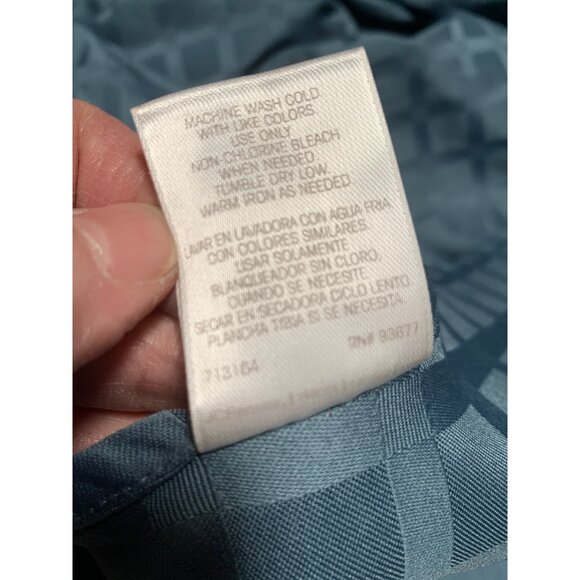 MACHINE WASH COLD
WITH LIKE COLORS
USE ONLY
NON-CHLORINE BLEACH
WHEN NEEDED.
TUMBLE DRY LOW.
WARM IRON AS NEEDED.
LAVAR EN LAVADORA CON AGUA FRIA
CON COLORES SIMILARES.
USAR SOLAMENTE
BLANQUEADOR SIN CLORO,
CUANDO SE NECESITE.
SECAR EN SECADORA CICLO LENTO.
PLANCHA TIBIA SI SE NECESITE.
713164 RN# 93677